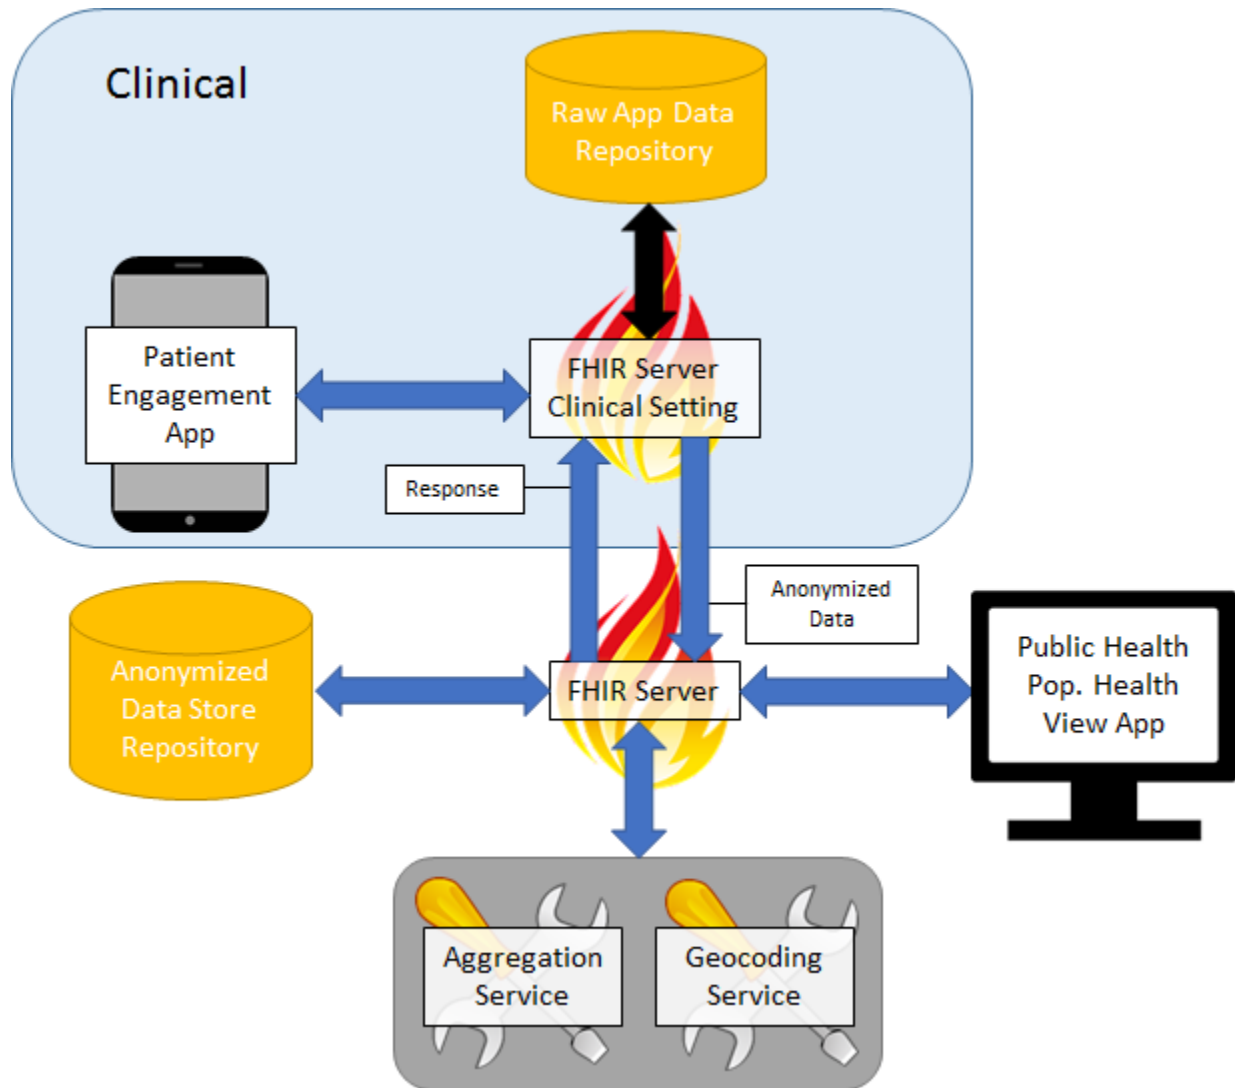 Clinical
Raw App Data
Repository
Patient
Engagement
App
FHIR Server
Clinical Setting
Response
Anonymized
Data
Anonymized
Data Store
Repository
FHIR Server
Public Health
Pop. Health
View App
Aggregation
Service
Geocoding
Service